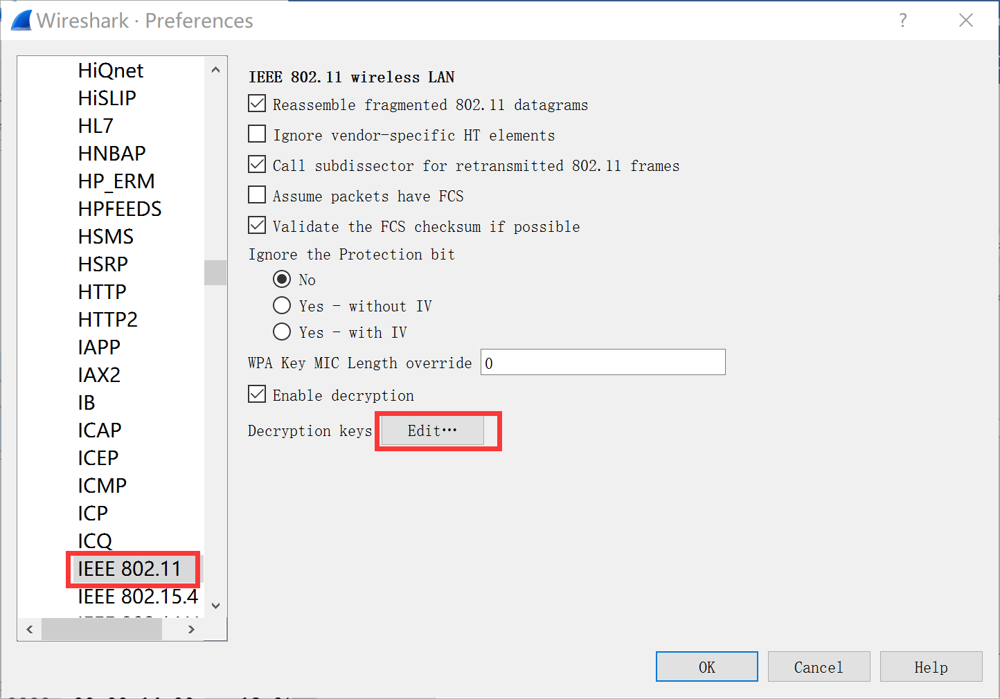 Wireshark · Preferences
?
HiQnet
HiSLIP
HL7
HNBAP
HP_ERM
HPFEEDS
HSMS
HSRP
HTTP
HTTP2
IAPP
IAX2
IB
ICAP
ICEP
ICMP
ICP
ICQ
IEEE 802.11
IEEE 802.15.4
IEEE 802.11 wireless LAN
Reassemble fragmented 802.11 datagrams
Ignore vendor-specific HT elements
Call subdissector for retransmitted 802.11 frames
Assume packets have FCS
Validate the FCS checksum if possible
Ignore the Protection bit
No
Yes - without IV
Yes - with IV
WPA Key MIC Length override 0
Enable decryption
Decryption keys Edit…
OK Cancel Help